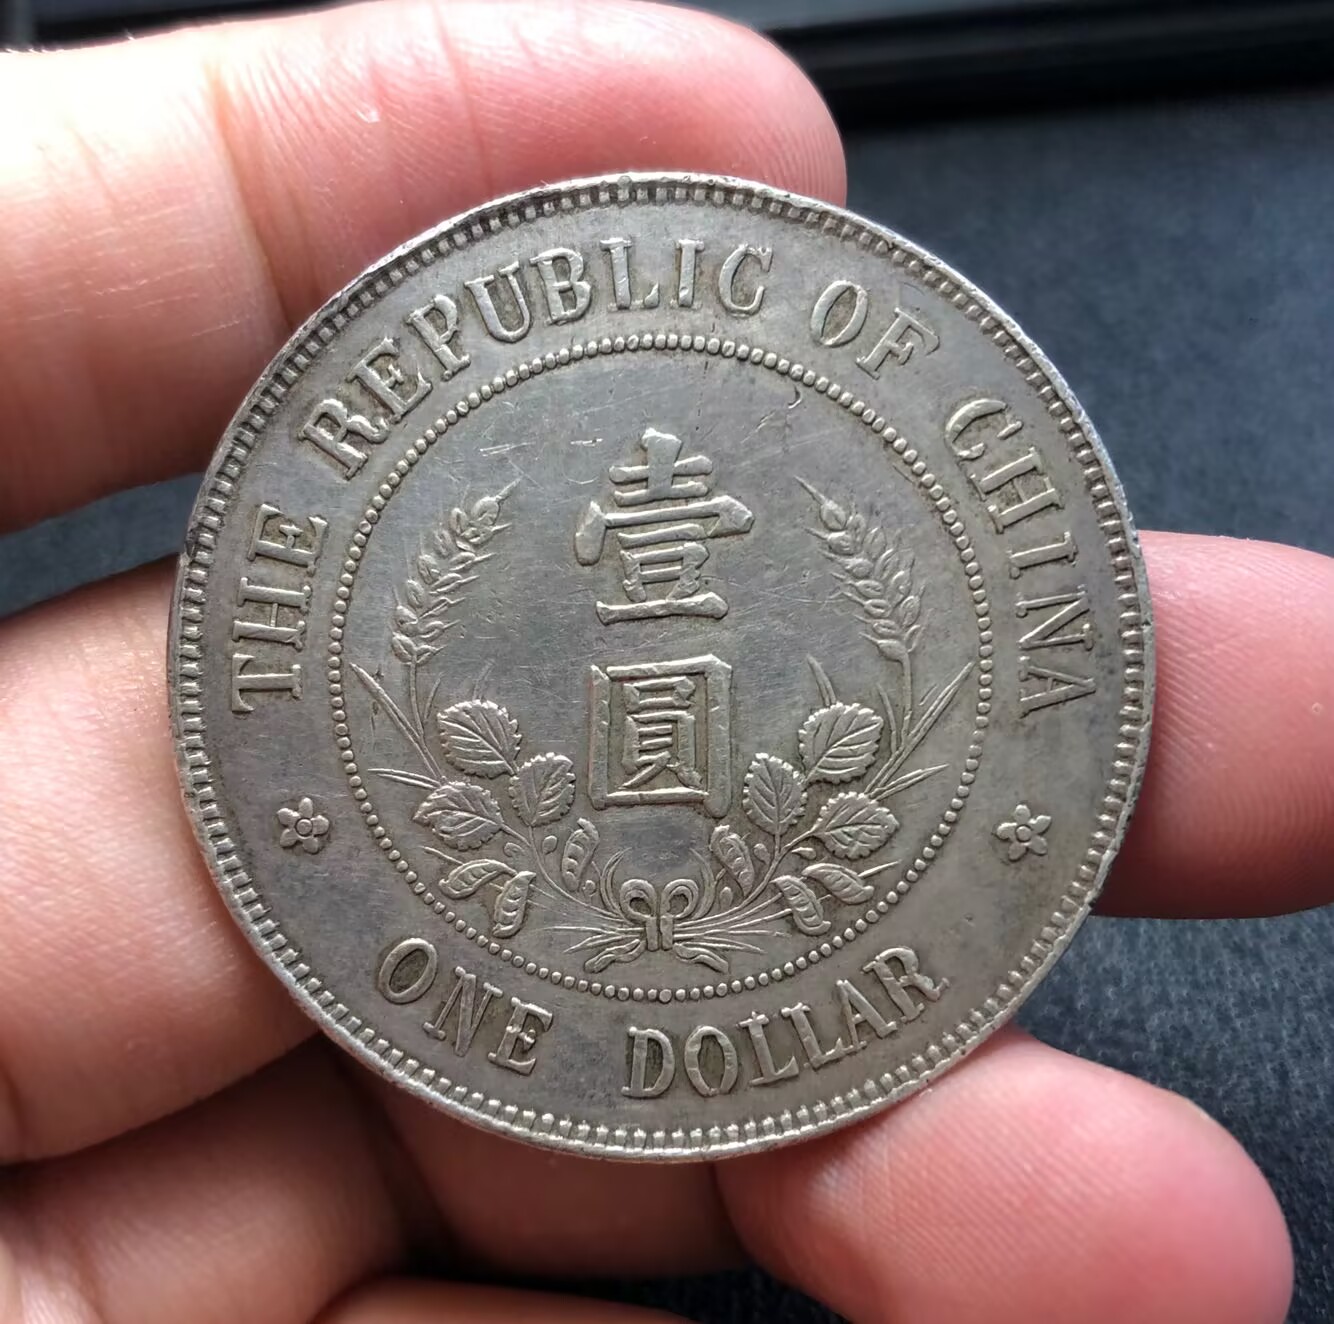 THE REPUBLIC OF CHINA
壹
圓
ONE DOLLAR